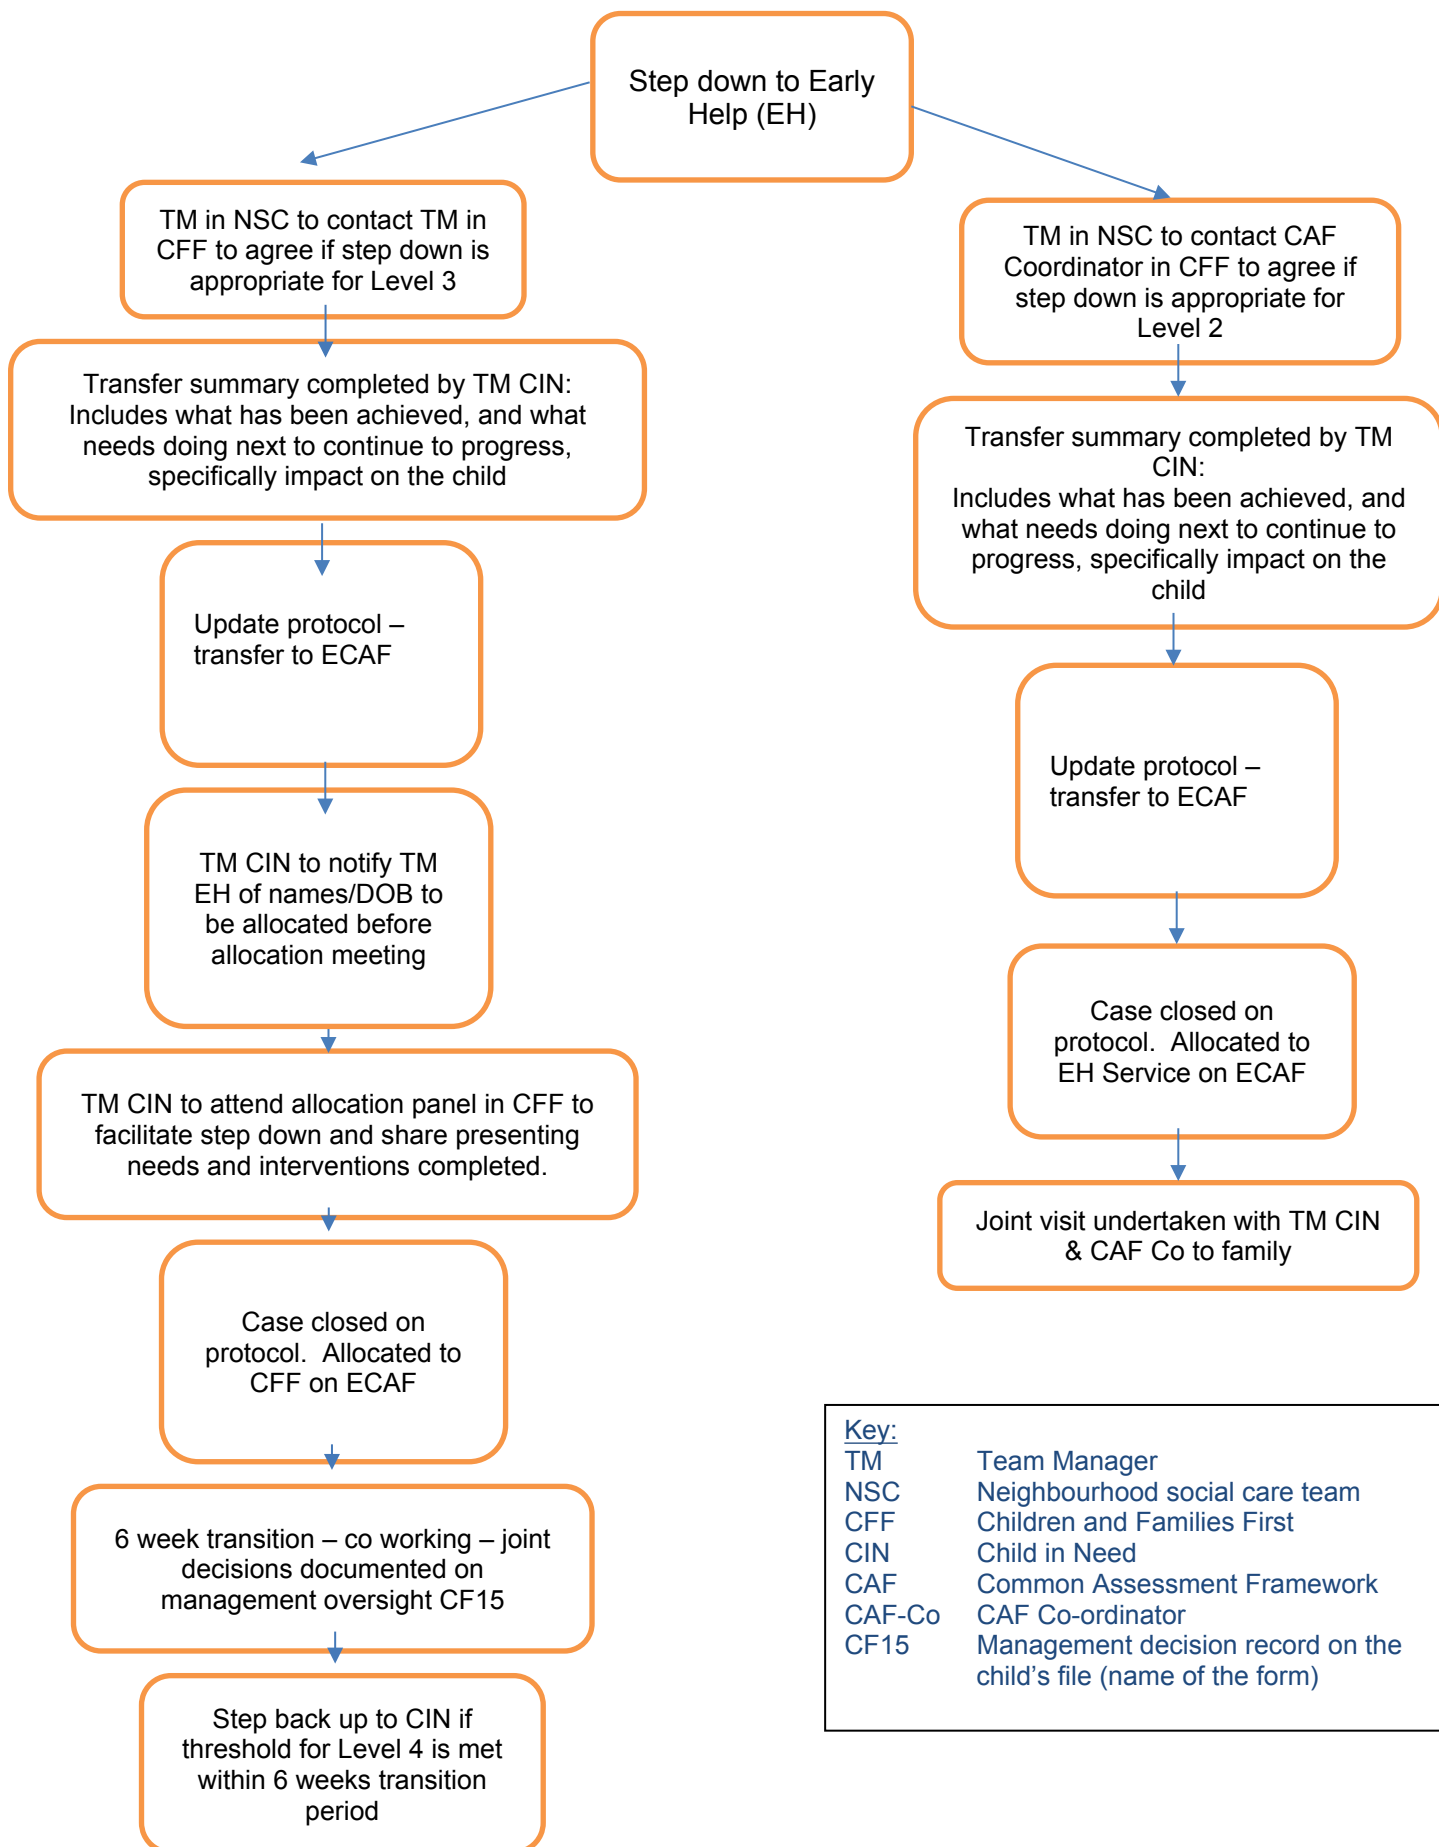 Step down to Early
Help (EH)
TM in NSC to contact TM in
CFF to agree if step down is
appropriate for Level 3
Transfer summary completed by TM CIN:
Includes what has been achieved, and what
needs doing next to continue to progress,
specifically impact on the child
Update protocol –
transfer to ECAF
TM CIN to notify TM
EH of names/DOB to
be allocated before
allocation meeting
TM CIN to attend allocation panel in CFF to
facilitate step down and share presenting
needs and interventions completed.
Case closed on
protocol.  Allocated to
CFF on ECAF
6 week transition – co working – joint
decisions documented on
management oversight CF15
Step back up to CIN if
threshold for Level 4 is met
within 6 weeks transition
period
TM in NSC to contact CAF
Coordinator in CFF to agree if
step down is appropriate for
Level 2
Transfer summary completed by TM
CIN:
Includes what has been achieved, and
what needs doing next to continue to
progress, specifically impact on the
child
Update protocol –
transfer to ECAF
Case closed on
protocol.  Allocated to
EH Service on ECAF
Joint visit undertaken with TM CIN
& CAF Co to family
Key:
TM Team Manager
NSC Neighbourhood social care team
CFF Children and Families First
CIN Child in Need
CAF Common Assessment Framework
CAF-Co CAF Co-ordinator
CF15 Management decision record on the
child’s file (name of the form)